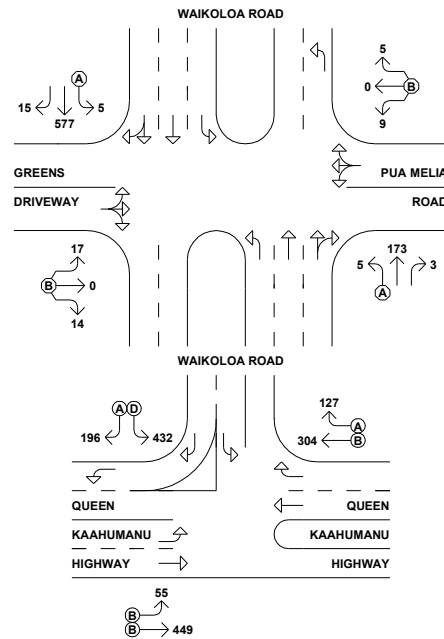 WAIKOLOA ROAD
A
15 5
577
5
0 B
9
GREENS PUA MELIA
DRIVEWAY ROAD
17
B 0
14
173
5 3
A
WAIKOLOA ROAD
A D
196 432
127
A
304 B
QUEEN QUEEN
KAAHUMANU KAAHUMANU
HIGHWAY HIGHWAY
55
B
B 449